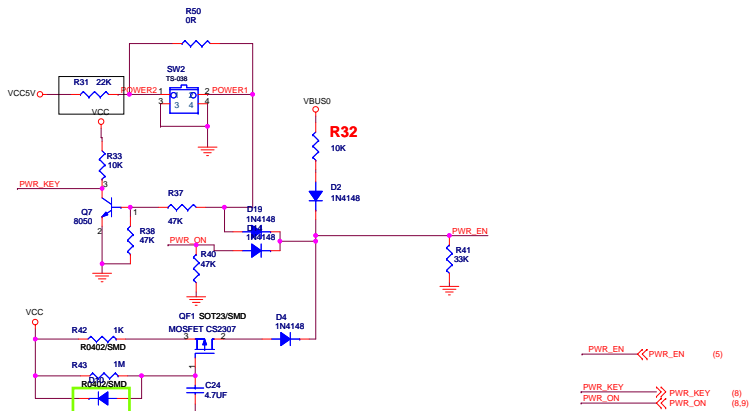 R50
0R
SW2
TS-038
R31 22K
VCC5V
POWER2
1
2
POWER1
3
3
4
4
VCC
VBUS0
R32
10K
R33
10K
3
PWR_KEY
R37
D2
1N4148
Q7
8050
1
47K
D19
1N4148
1N4148
2
R38
47K
PWR_ON
R40
47K
PWR_EN
R41
33K
VCC
QF1 SOT23/SMD
MOSFET CS2307
D4
1N4148
R42 1K
R0402/SMD
3
2
R43 1M
R0402/SMD
1
C24
4.7UF
PWR_EN
PWR_EN (5)
PWR_KEY
PWR_KEY (8)
PWR_ON
PWR_ON (8,9)